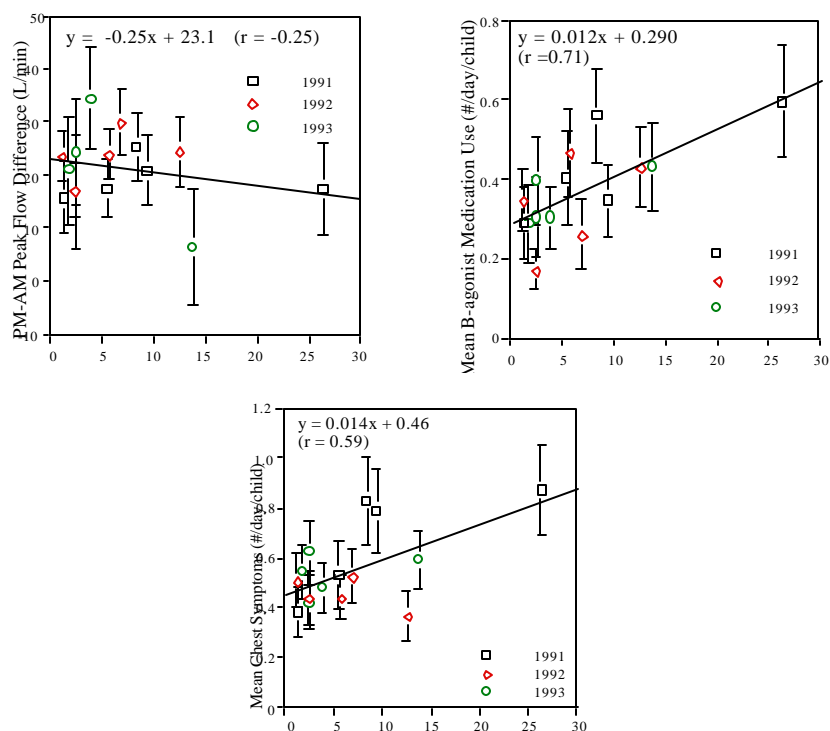 50
40
30
20
10
0
10
PM-AM Peak Flow Difference (L/min)
y = -0.25x + 23.1 (r = -0.25)
1991
1992
1993
0 5 10 15 20 25 30
0.8
0.6
0.4
0.2
0
Mean B-agonist Medication Use (#/day/child)
y = 0.012x + 0.290
(r =0.71)
1991
1992
1993
0 5 10 15 20 25 30
1.2
1.0
0.8
0.6
0.4
0.2
0
Mean Chest Symptoms (#/day/child)
y = 0.014x + 0.46
(r = 0.59)
1991
1992
1993
0 5 10 15 20 25 30